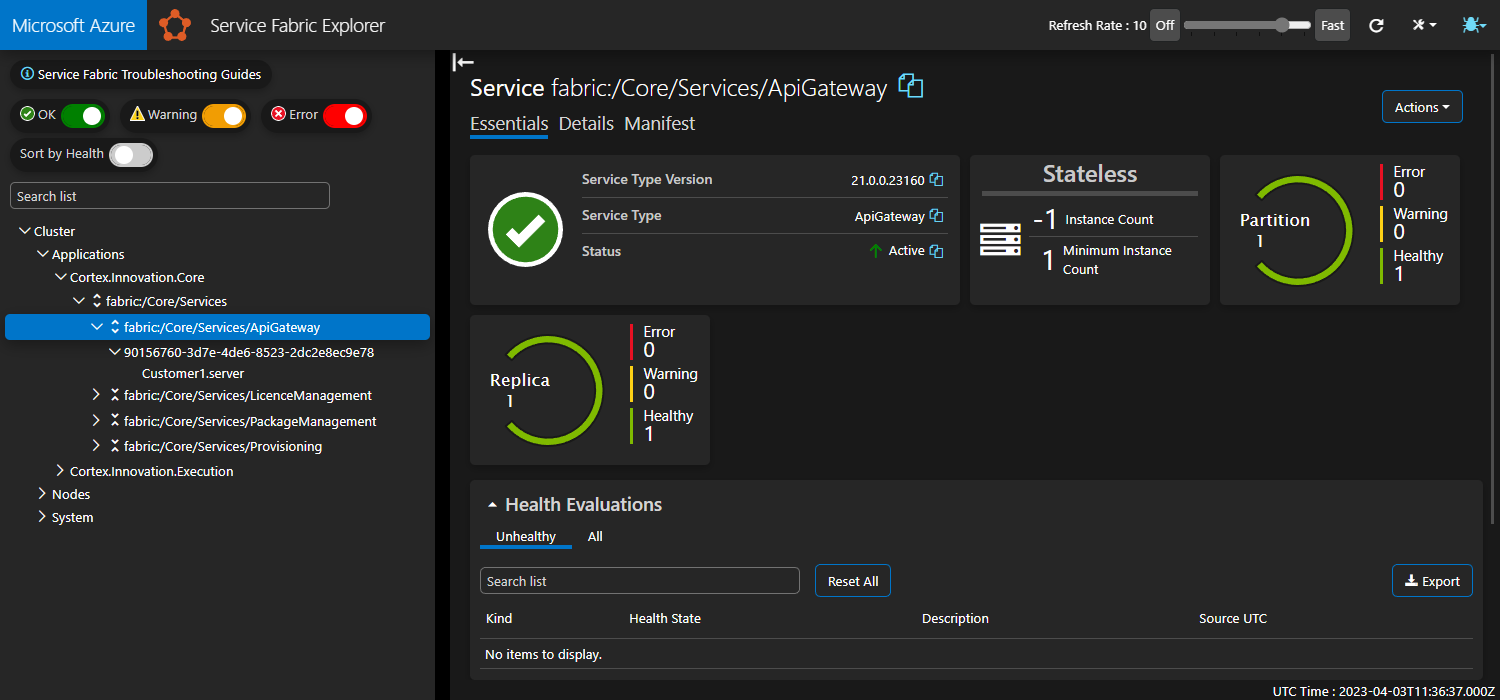 Microsoft Azure Service Fabric Explorer Refresh Rate : 10 Off Fast
Service Fabric Troubleshooting Guides
OK Warning Error
Sort by Health
Search list
Cluster
Applications
Cortex.Innovation.Core
fabric:/Core/Services
fabric:/Core/Services/ApiGateway
90156760-3d7e-4de6-8523-2dc2e8ec9e78
Customer1.server
fabric:/Core/Services/LicenceManagement
fabric:/Core/Services/PackageManagement
fabric:/Core/Services/Provisioning
Cortex.Innovation.Execution
Nodes
System
Service fabric:/Core/Services/ApiGateway
Actions
Essentials Details Manifest
Service Type Version 21.0.0.23160
Service Type ApiGateway
Status Active
Stateless
-1 Instance Count
1 Minimum Instance
Count
Partition
1
Error
0
Warning
0
Healthy
1
Replica
1
Error
0
Warning
0
Healthy
1
Health Evaluations
Unhealthy All
Search list Reset All Export
Kind Health State Description Source UTC
No items to display.
UTC Time : 2023-04-03T11:36:37.000Z